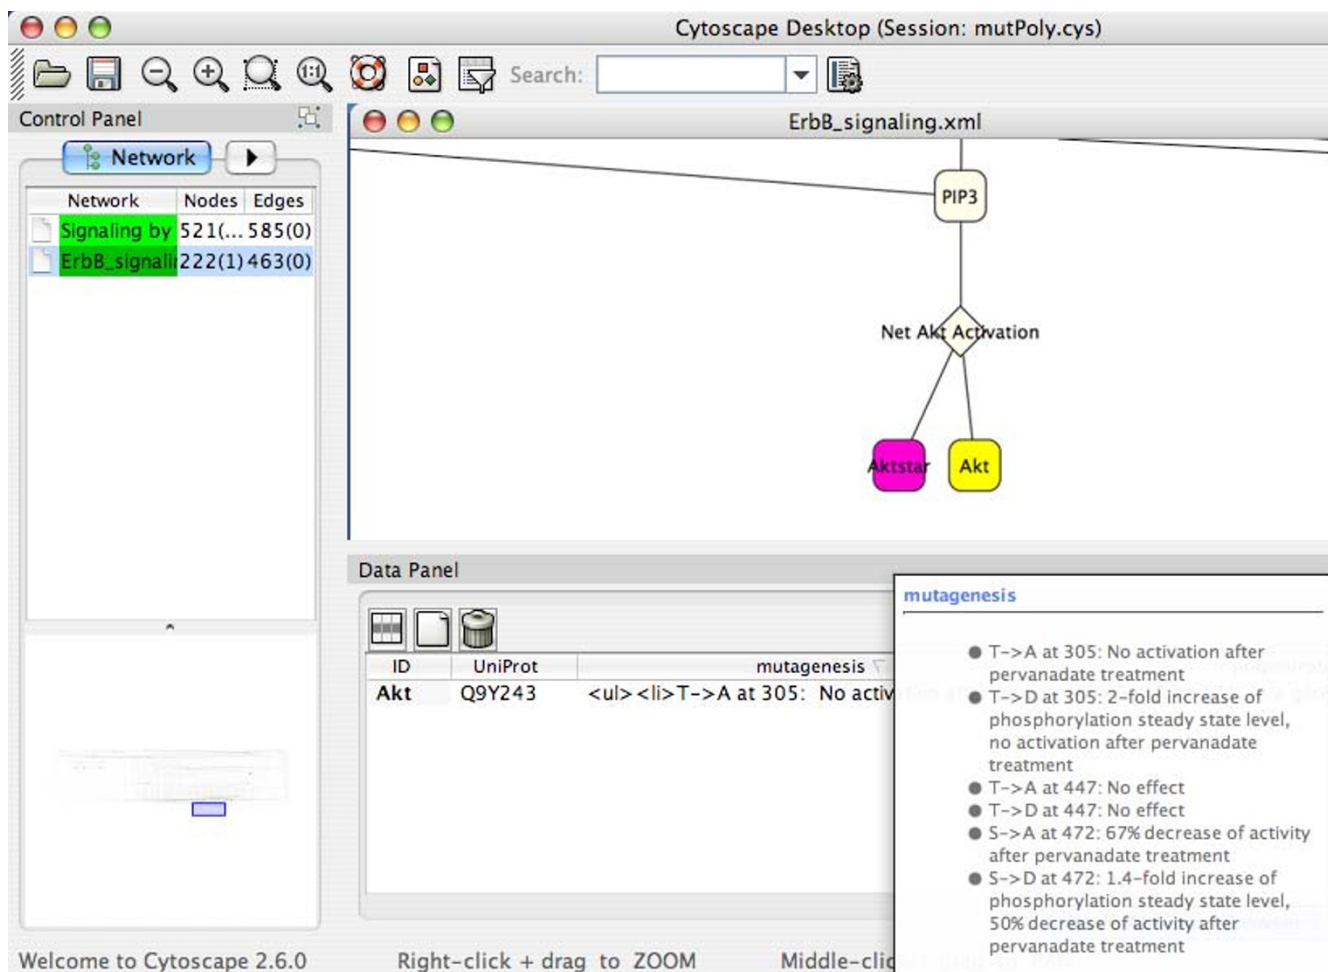 Cytoscape Desktop (Session: mutPoly.cys)
1:1
Search:
Control Panel
Network
Network Nodes Edges
Signaling by 521(... 585(0)
ErbB_signalin 222(1) 463(0)
ErbB_signaling.xml
PIP3
Net Akt Activation
Aktstar
Akt
Data Panel
ID UniProt mutagenesis
Akt Q9Y243 <ul><li>T->A at 305: No activ
mutagenesis
T->A at 305: No activation after
pervanadate treatment
T->D at 305: 2-fold increase of
phosphorylation steady state level,
no activation after pervanadate
treatment
T->A at 447: No effect
T->D at 447: No effect
S->A at 472: 67% decrease of activity
after pervanadate treatment
S->D at 472: 1.4-fold increase of
phosphorylation steady state level,
50% decrease of activity after
pervanadate treatment
Welcome to Cytoscape 2.6.0 Right-click + drag to ZOOM Middle-clic